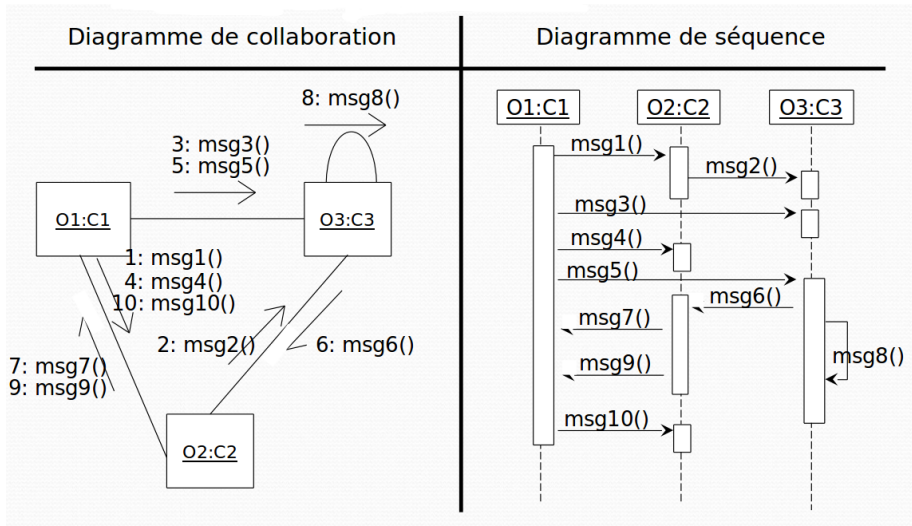 Diagramme de collaboration
8: msg8()
3: msg3()
5: msg5()
O1:C1
O3:C3
1: msg1()
4: msg4()
10: msg10()
2: msg2()
6: msg6()
7: msg7()
9: msg9()
O2:C2
Diagramme de séquence
O1:C1
O2:C2
O3:C3
msg1()
msg2()
msg3()
msg4()
msg5()
msg6()
msg7()
msg8()
msg9()
msg10()